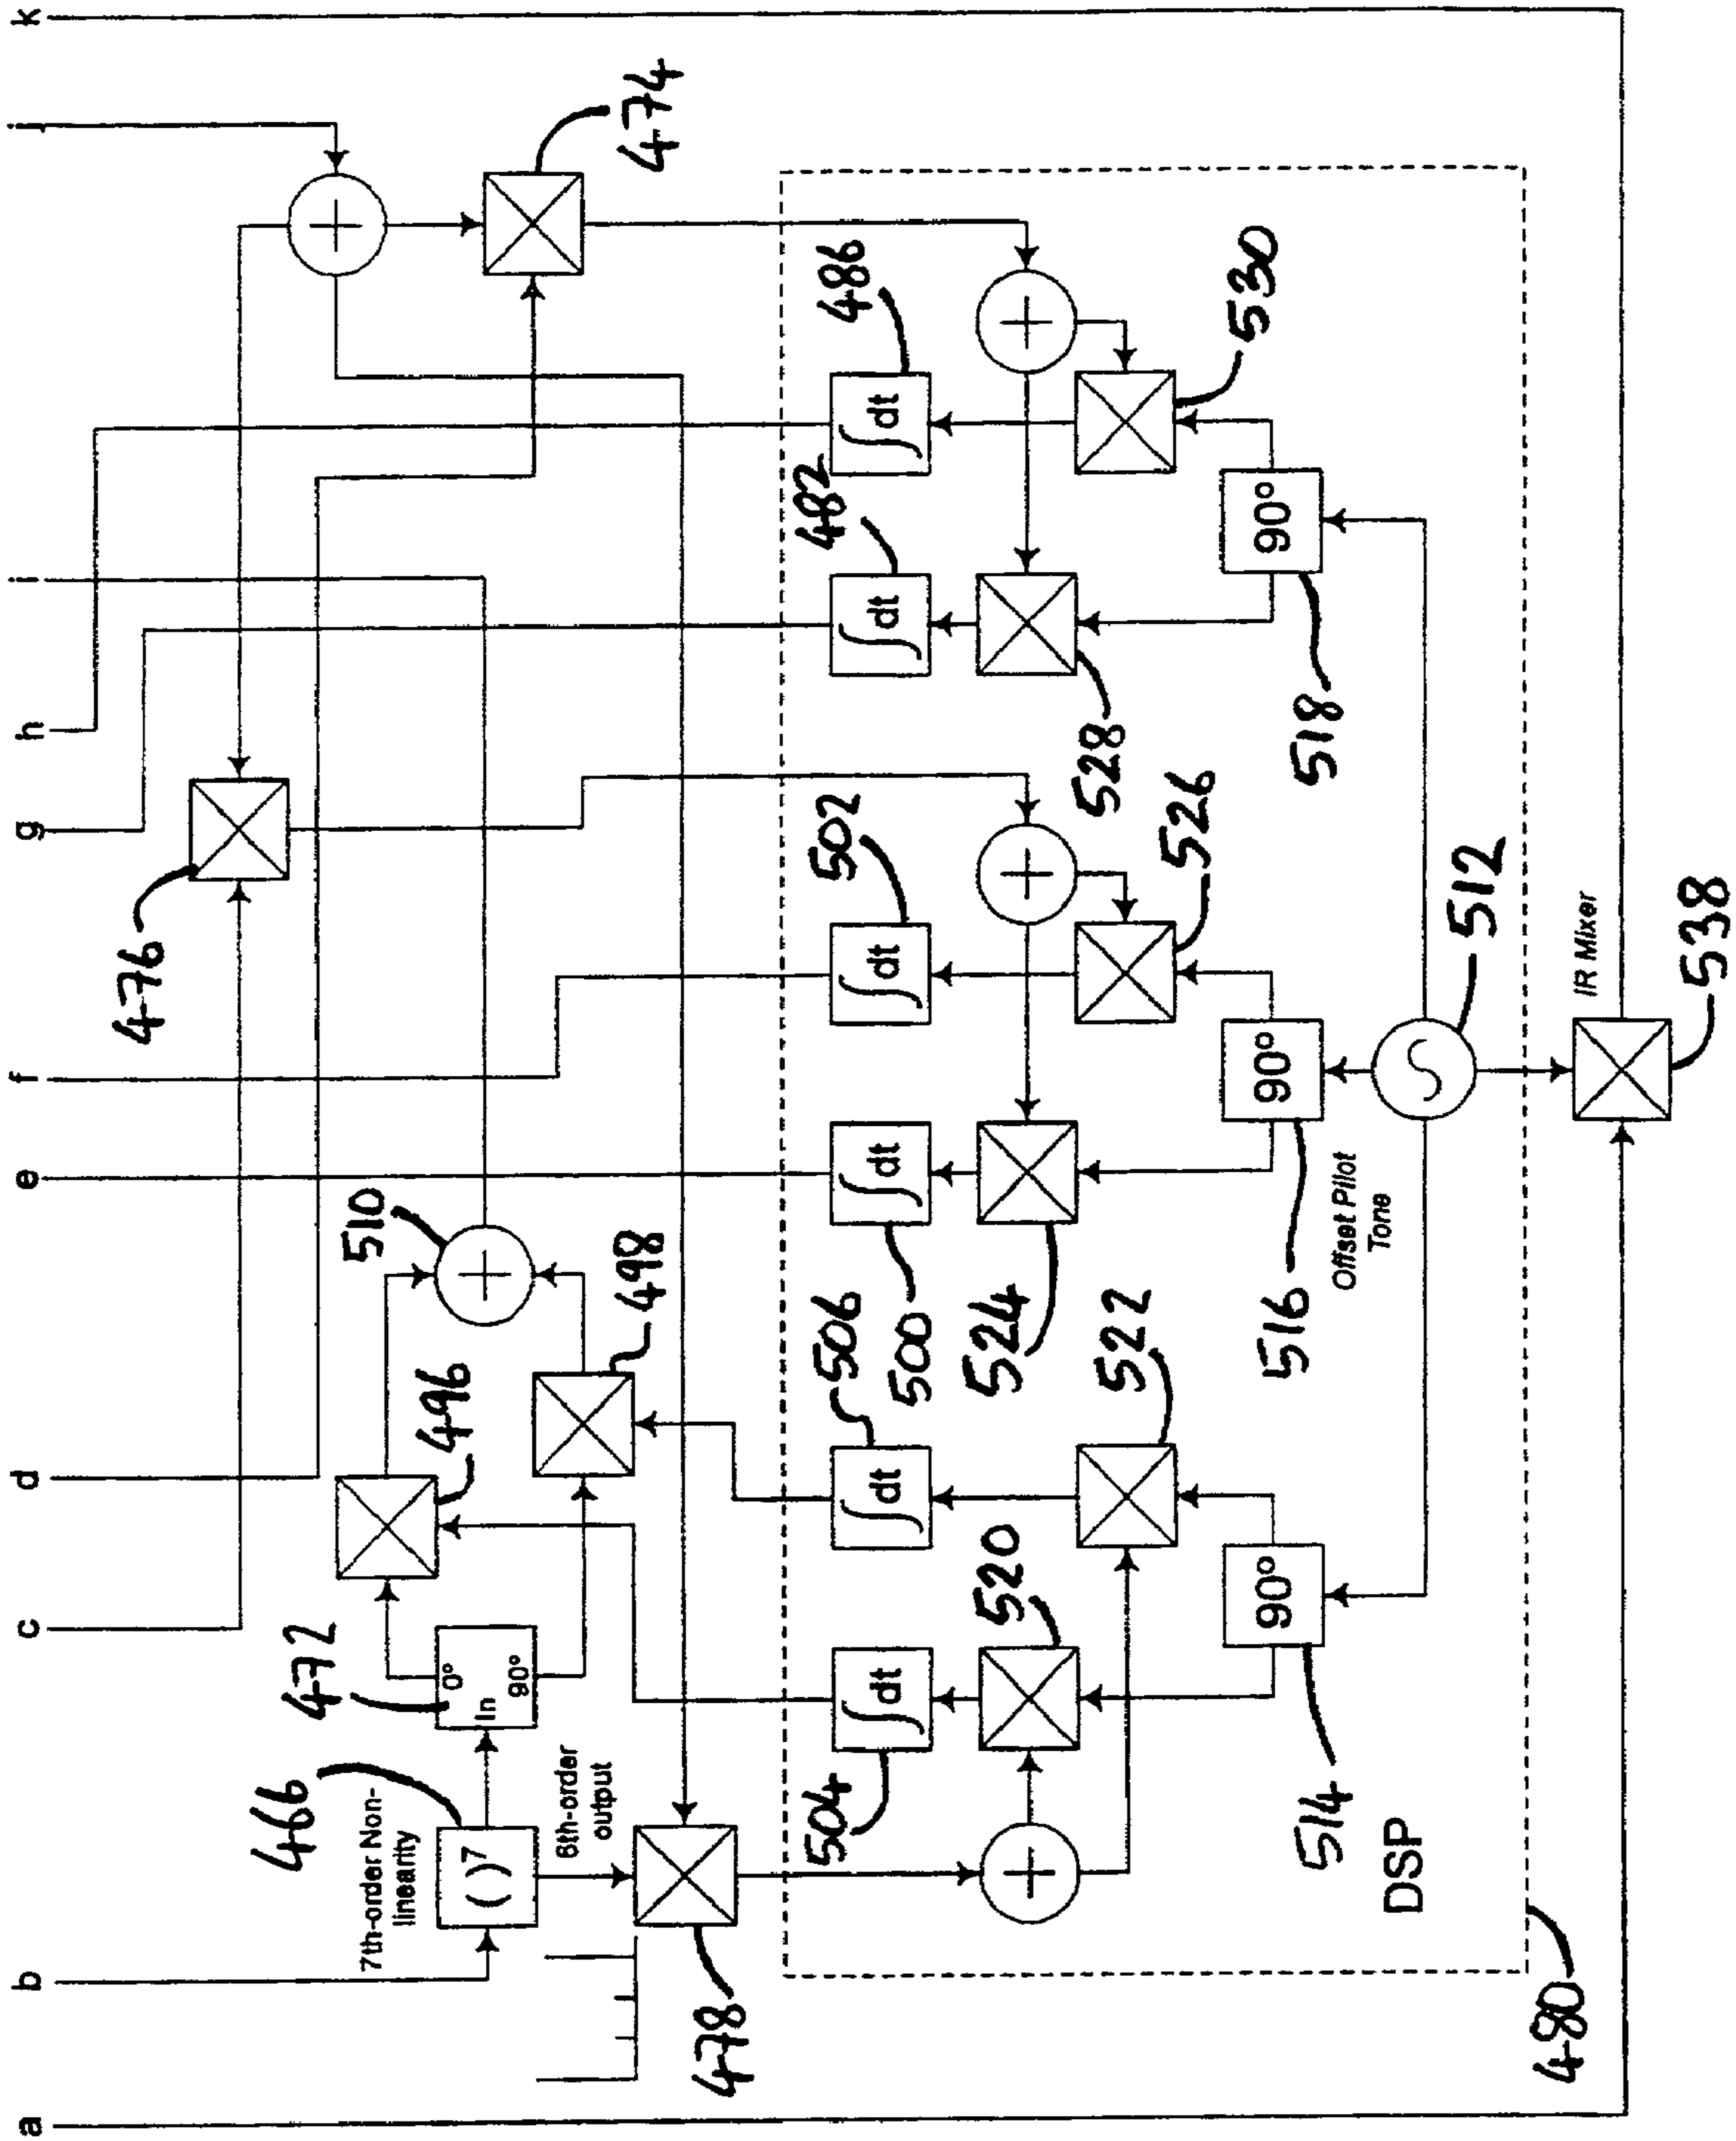 a
b
c
d
e
f
g
h
i
j
k
466
7th-order Non-
linearity
( )⁷
6th-order
output
472
0°
In
90°
496
498
510
476
474
478
504
∫dt
506
∫dt
500
∫dt
502
∫dt
482
∫dt
486
∫dt
520
522
524
526
528
530
514
90°
516
90°
518
90°
Offset Pilot
Tone
512
DSP
480
IR Mixer
538